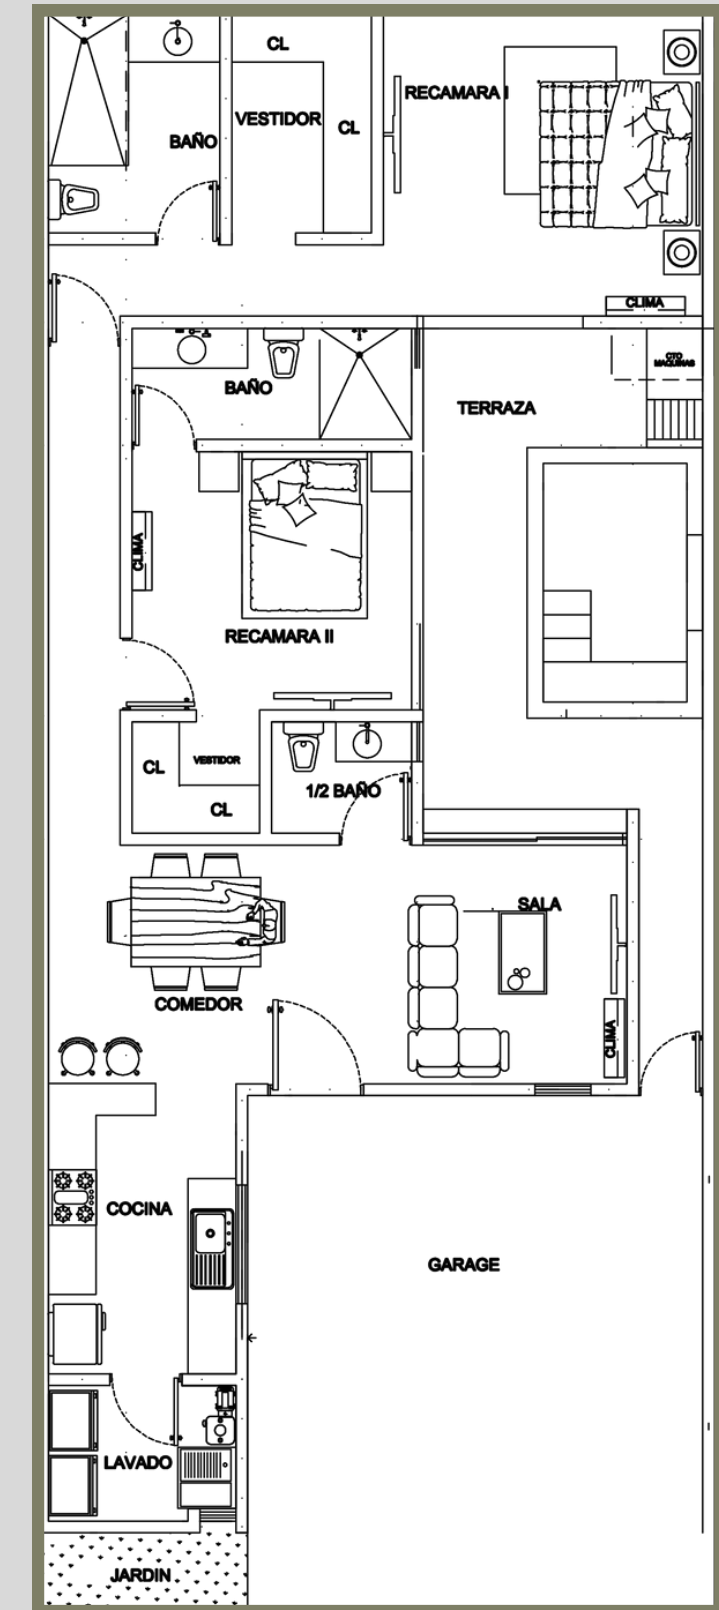 CL
RECAMARA I
VESTIDOR
CL
BAÑO
CLIMA
CTO
MAQUINAS
BAÑO
TERRAZA
CLIMA
RECAMARA II
CL
VESTIDOR
1/2 BAÑO
CL
SALA
COMEDOR
CLIMA
COCINA
GARAGE
LAVADO
JARDIN